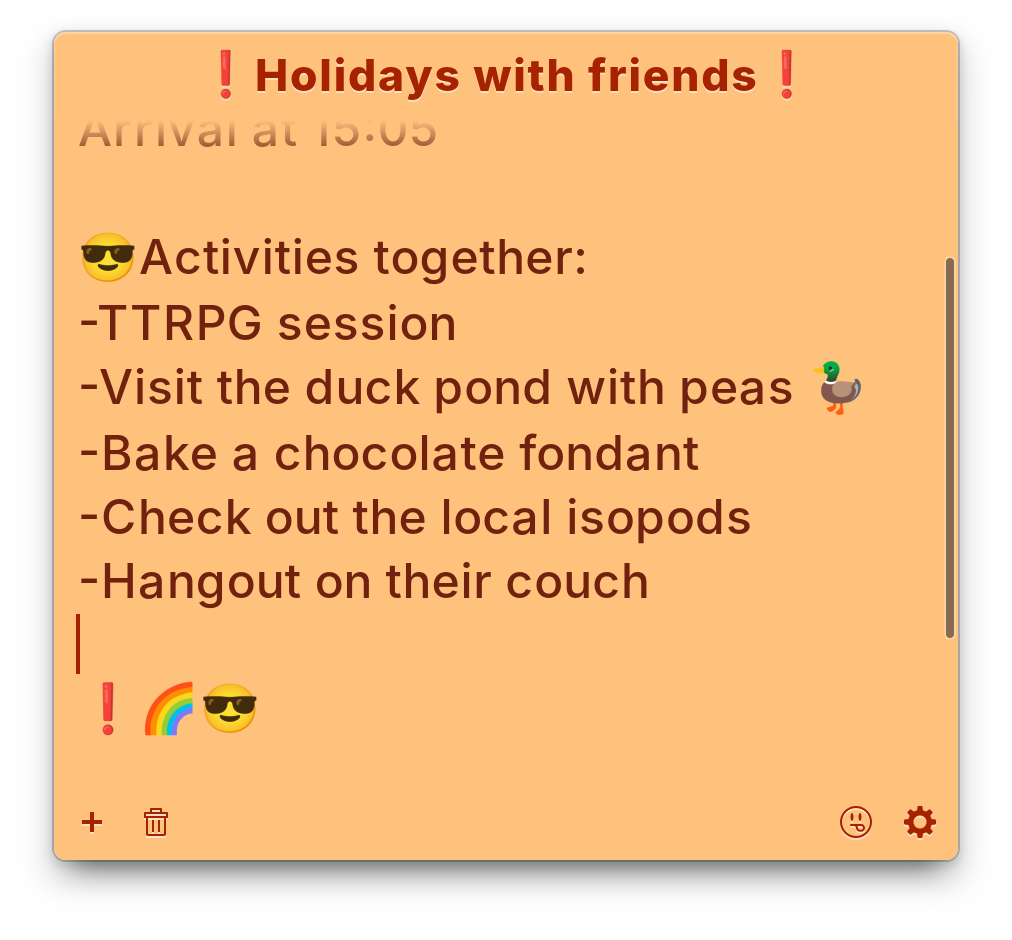 ❗Holidays with friends❗
Arrival at 15:05
😎Activities together:
-TTRPG session
-Visit the duck pond with peas 🦆
-Bake a chocolate fondant
-Check out the local isopods
-Hangout on their couch
❗🌈😎